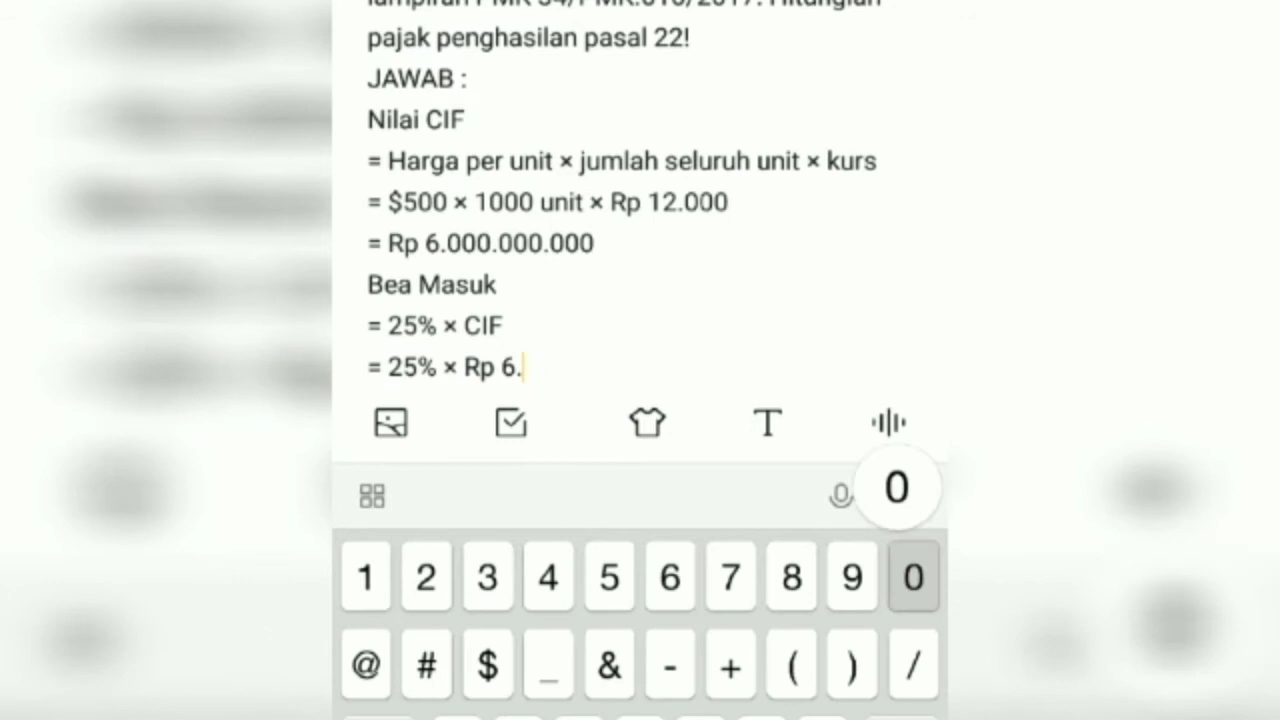 pajak penghasilan pasal 22!
JAWAB :
Nilai CIF
= Harga per unit × jumlah seluruh unit × kurs
= $500 × 1000 unit × Rp 12.000
= Rp 6.000.000.000
Bea Masuk
= 25% × CIF
= 25% × Rp 6.
T
0
1 2 3 4 5 6 7 8 9 0
@ # $ _ & - + ( ) /